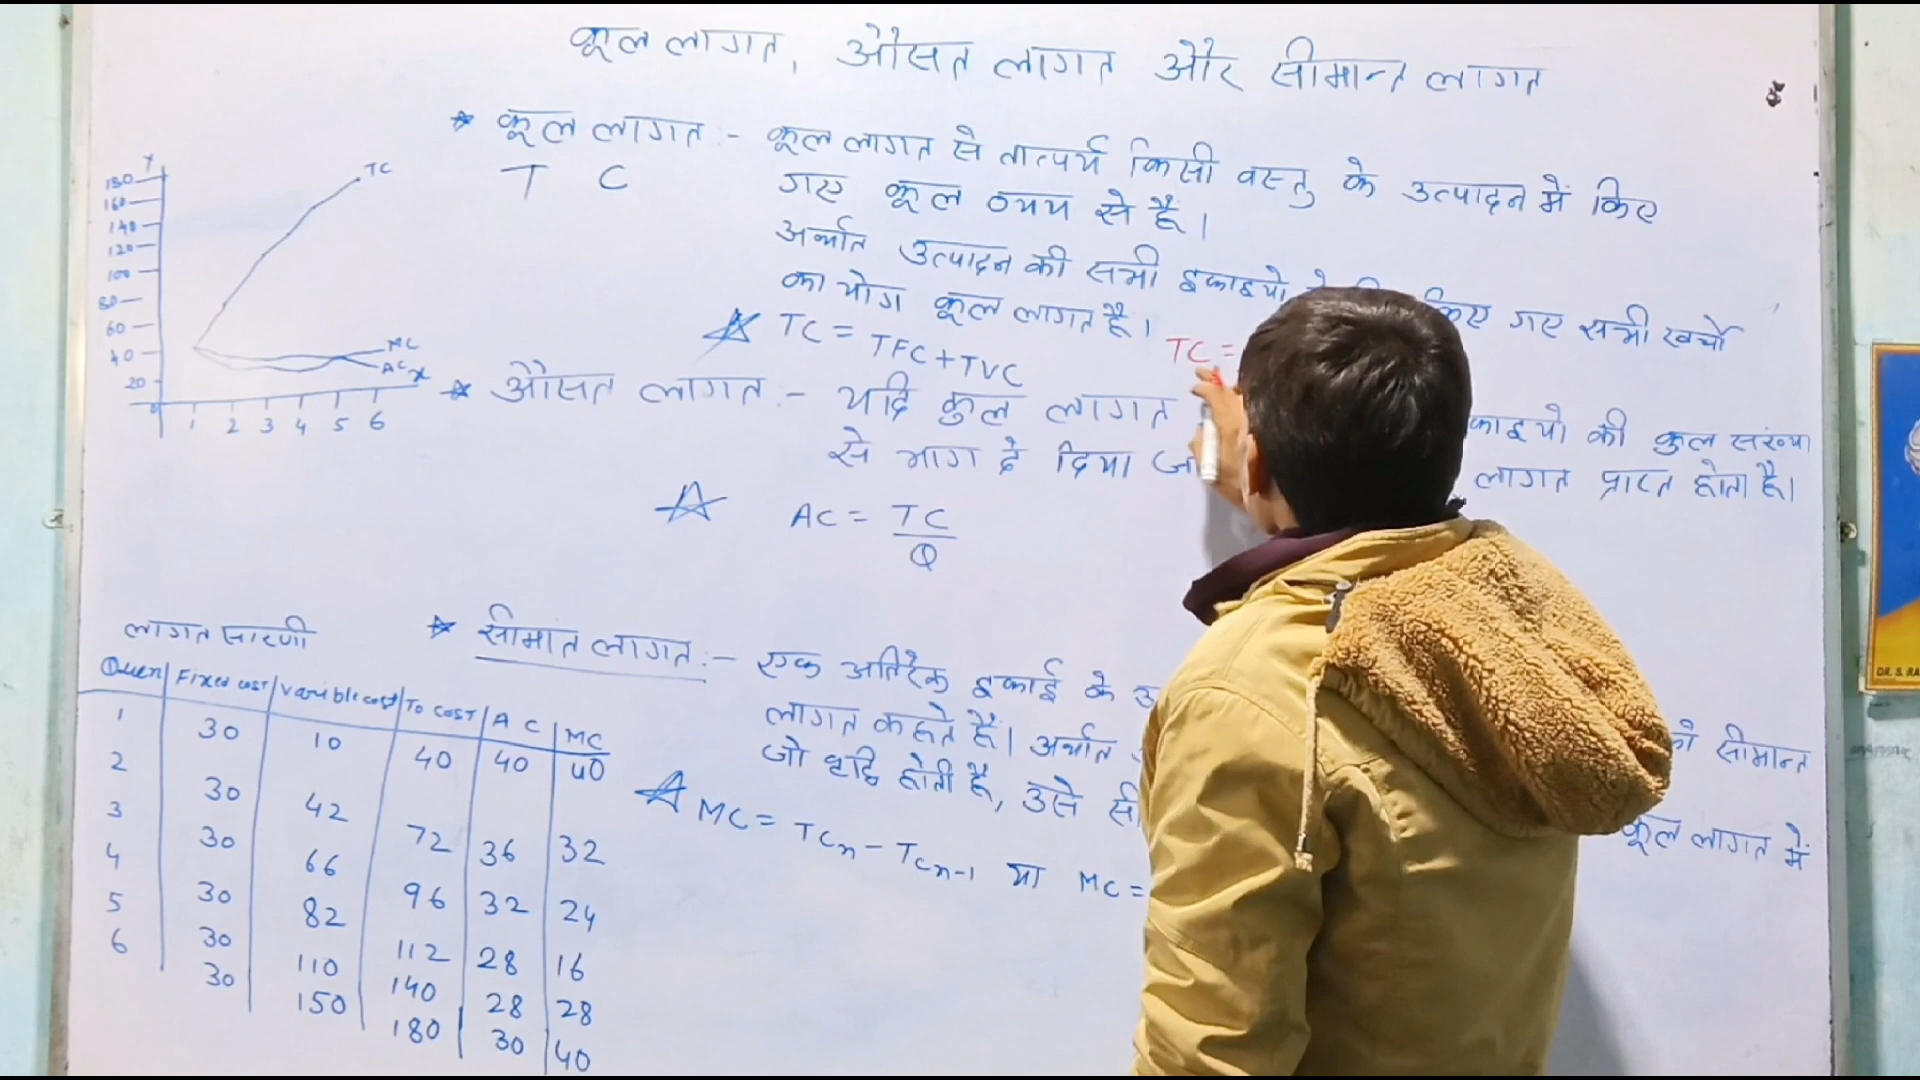 कूल लागत, औसत लागत और सीमान्त लागत
* कूल लागत :- कूल लागत से तात्पर्य किसी वस्तु के उत्पादन में किए
T C गए कूल व्यय से हैं।
अर्थात उत्पादन की सभी इकाइयो किए गए सभी खर्चो
का योग कूल लागत हैं।
TC = TFC + TVC
TC =
* औसत लागत :- यदि कुल लागत काइयो की कुल संख्या
से भाग दे दिया लागत प्राप्त होता है।
AC = TC
Q
* सीमांत लागत :- एक अतिरेक इकाई के सीमान्त
लागत कहते हैं। अर्थात कूल लागत में
जो वृद्धि होती है, उसे
MC = TCn - TCn-1 या MC =
Y
180
160
140
120
100
80
60
40
20
0
1 2 3 4 5 6
TC
MC
AC
X
लागत सारणी
Quen Fixed cost Variable cost To cost A C MC
1 30 10 40 40 40
2 30 42 72 36 32
3 30 66 96 32 24
4 30 82 112 28 16
5 30 110 140 28 28
6 30 150 180 30 40
DR. S. RA